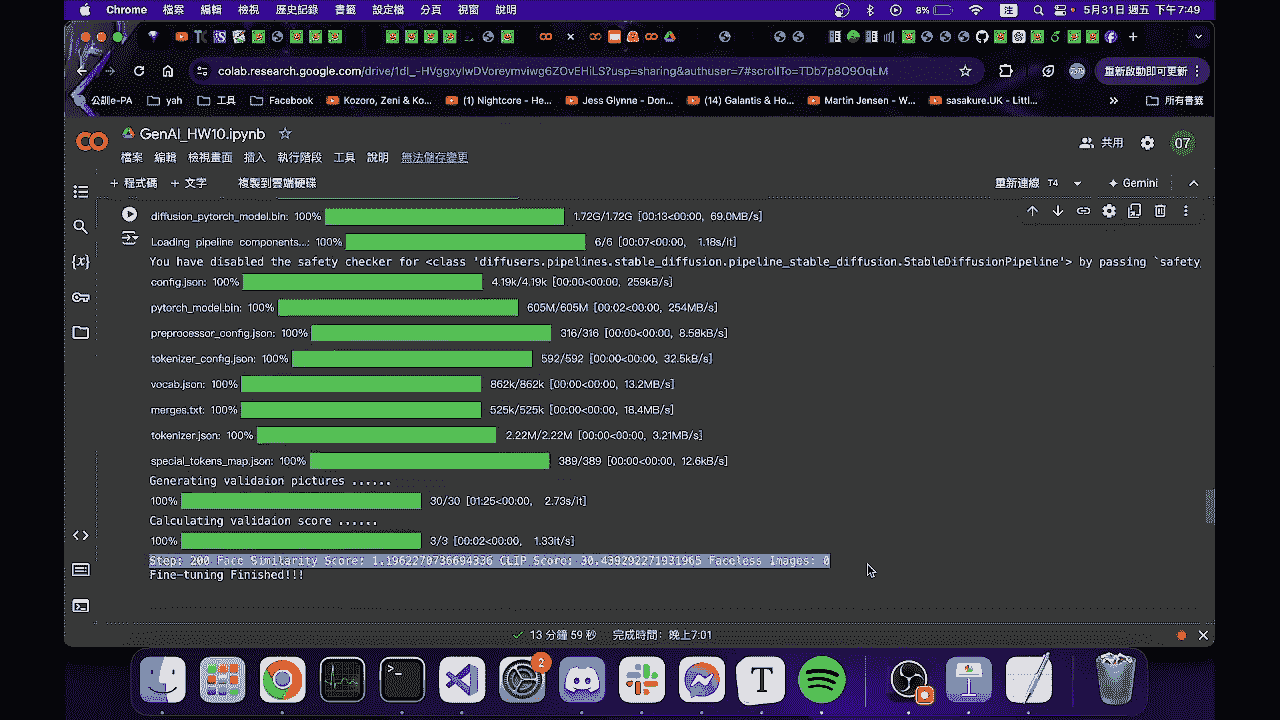 Chrome 檔案 編輯 檢視 歷史記錄 書籤 設定檔 分頁 視窗 說明 8% 注 5月31日 週五 下午7:49
colab.research.google.com/drive/1dl_-HVggxylwDVoreymviwg6ZOvEHiLS?usp=sharing&authuser=7#scrollTo=TDb7p8O9OqLM 重新啟動即可更新
公訓e-PA yah 工具 Facebook Kozoro, Zeni & Ko... (1) Nightcore - He... Jess Glynne - Don... (14) Galantis & Ho... Martin Jensen - W... sasakure.UK - Littl... » 所有書籤
GenAI_HW10.ipynb 共用 07
檔案 編輯 檢視畫面 插入 執行階段 工具 說明 無法儲存變更
+ 程式碼 + 文字 複製到雲端硬碟 重新連線 T4 Gemini
diffusion_pytorch_model.bin: 100% 1.72G/1.72G [00:13<00:00, 69.0MB/s]
Loading pipeline components...: 100% 6/6 [00:07<00:00, 1.18s/it]
You have disabled the safety checker for <class 'diffusers.pipelines.stable_diffusion.pipeline_stable_diffusion.StableDiffusionPipeline'> by passing `safety
config.json: 100% 4.19k/4.19k [00:00<00:00, 259kB/s]
pytorch_model.bin: 100% 605M/605M [00:02<00:00, 254MB/s]
preprocessor_config.json: 100% 316/316 [00:00<00:00, 8.58kB/s]
tokenizer_config.json: 100% 592/592 [00:00<00:00, 32.5kB/s]
vocab.json: 100% 862k/862k [00:00<00:00, 13.2MB/s]
merges.txt: 100% 525k/525k [00:00<00:00, 18.4MB/s]
tokenizer.json: 100% 2.22M/2.22M [00:00<00:00, 3.21MB/s]
special_tokens_map.json: 100% 389/389 [00:00<00:00, 12.6kB/s]
Generating validaion pictures ......
100% 30/30 [01:25<00:00, 2.73s/it]
Calculating validaion score ......
100% 3/3 [00:02<00:00, 1.33it/s]
Step: 200 Face Similarity Score: 1.1962270736694336 CLIP Score: 30.439292271931965 Faceless Images: 0
Fine-tuning Finished!!!
13 分鐘 59 秒 完成時間: 晚上7:01
2
T